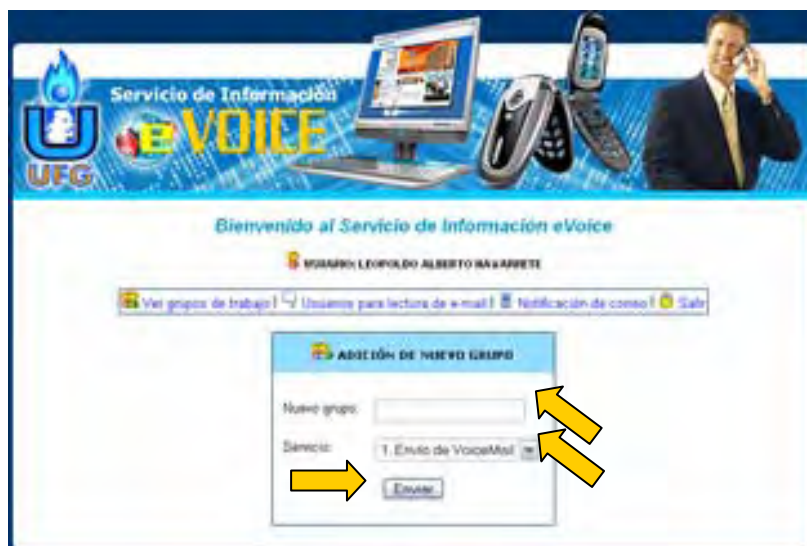 Servicio de Información
eVOICE
UFG
Bienvenido al Servicio de Información eVoice
USUARIO: LEOPOLDO ALBERTO NAVARRETE
Ver grupos de trabajo | Usuarios para lectura de e-mail | Notificación de correo | Salir
ADICIÓN DE NUEVO GRUPO
Nuevo grupo:
Servicio: 1. Envío de VoiceMail
Enviar